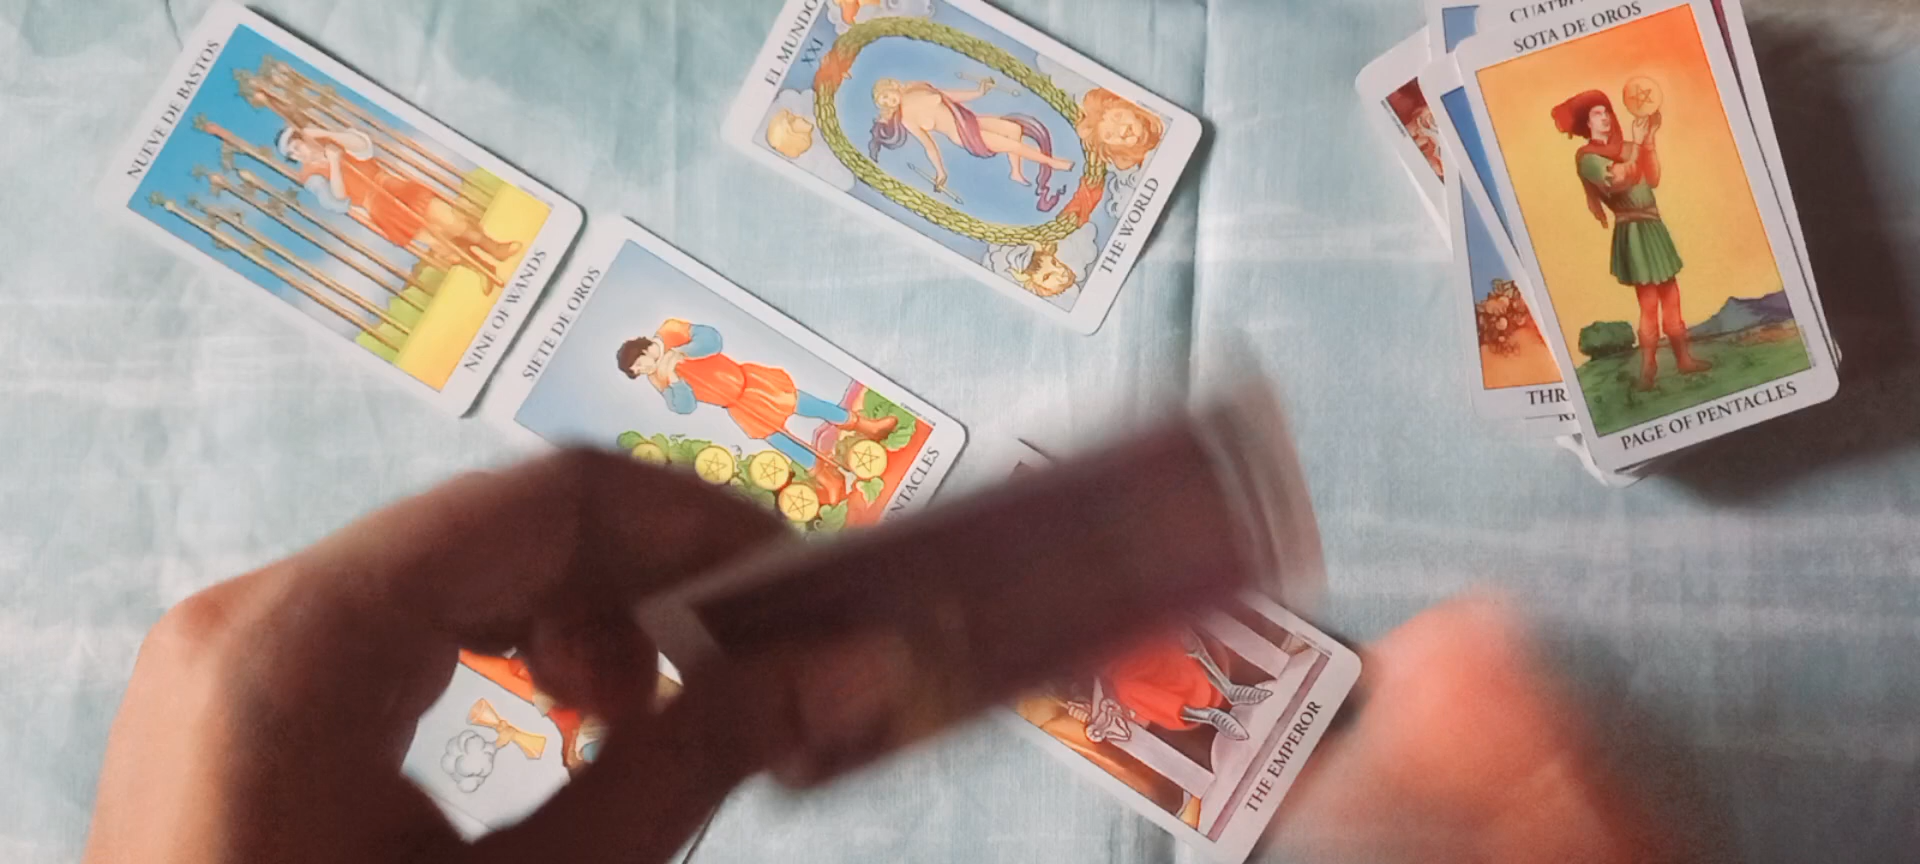 NUEVE DE BASTOS
NINE OF WANDS
EL MUNDO
XXI
THE WORLD
SIETE DE OROS
THE EMPEROR
SOTA DE OROS
PAGE OF PENTACLES